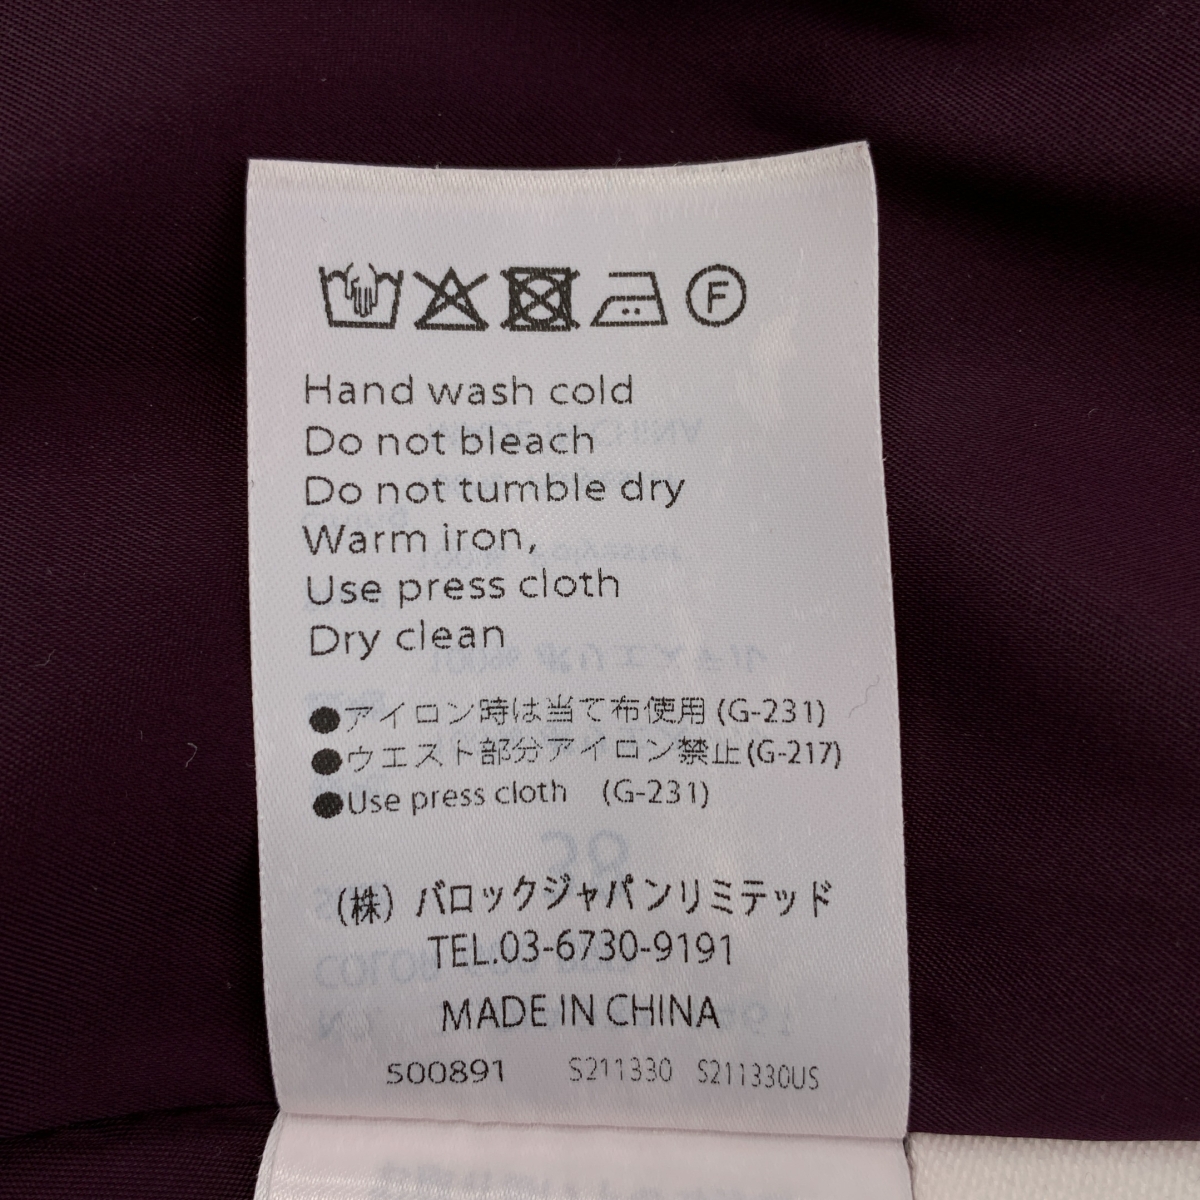 F
Hand wash cold
Do not bleach
Do not tumble dry
Warm iron,
Use press cloth
Dry clean
●アイロン時は当て布使用 (G-231)
●ウエスト部分アイロン禁止(G-217)
●Use press cloth (G-231)
(株) バロックジャパンリミテッド
TEL.03-6730-9191
MADE IN CHINA
S00891 S211330 S211330US